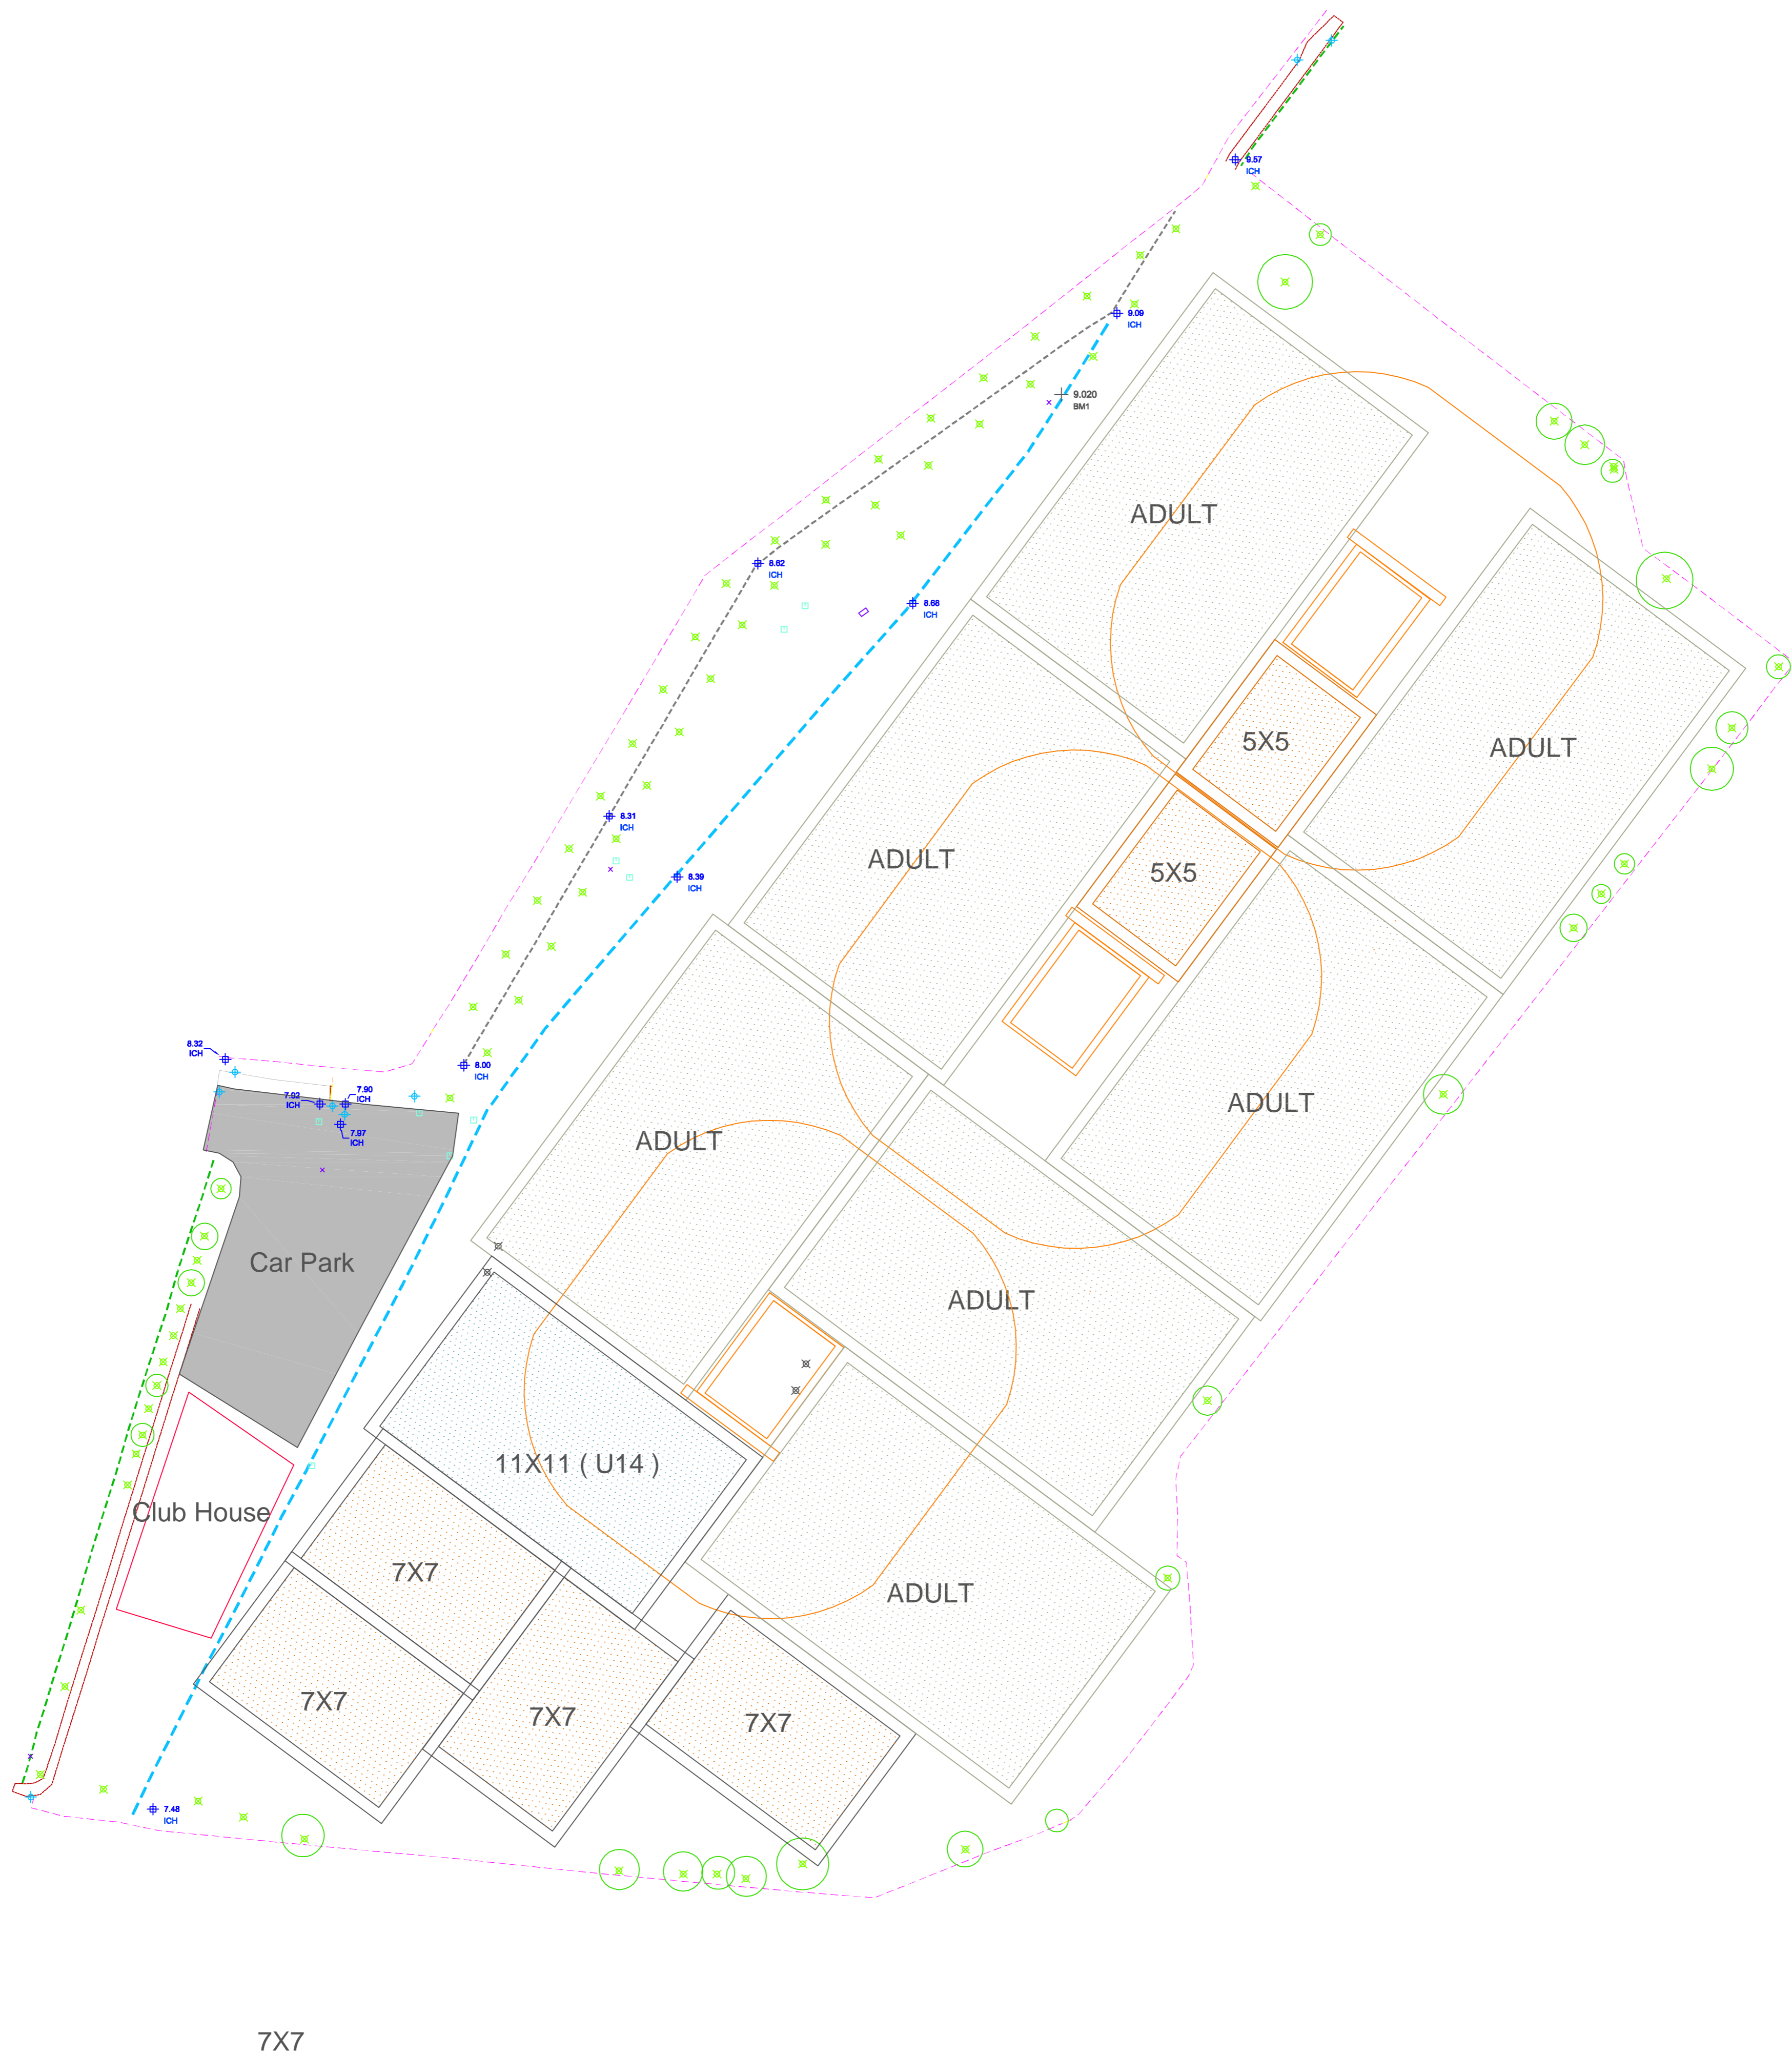 9.57
ICH
9.09
ICH
9.020
BM1
ADULT
8.62
ICH
8.68
ICH
5X5
ADULT
8.31
ICH
ADULT
5X5
8.39
ICH
8.32
ICH
8.00
ICH
7.92
ICH
7.90
ICH
7.97
ICH
ADULT
ADULT
Car Park
ADULT
11X11 ( U14 )
Club House
7X7
ADULT
7X7
7X7
7X7
7.48
ICH
7X7